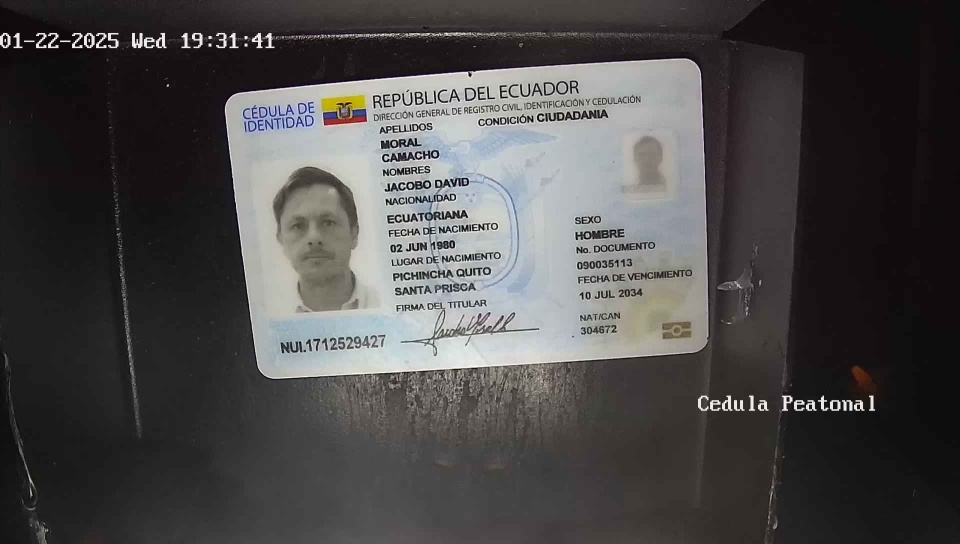 01-22-2025 Wed 19:31:41
CÉDULA DE
IDENTIDAD
REPÚBLICA DEL ECUADOR
DIRECCIÓN GENERAL DE REGISTRO CIVIL, IDENTIFICACIÓN Y CEDULACIÓN
APELLIDOS
CONDICIÓN CIUDADANIA
MORAL
CAMACHO
NOMBRES
JACOBO DAVID
NACIONALIDAD
ECUATORIANA
FECHA DE NACIMIENTO
02 JUN 1980
LUGAR DE NACIMIENTO
PICHINCHA QUITO
SANTA PRISCA
FIRMA DEL TITULAR
SEXO
HOMBRE
No. DOCUMENTO
090035113
FECHA DE VENCIMIENTO
10 JUL 2034
NAT/CAN
304672
NUI.1712529427
Cedula Peatonal